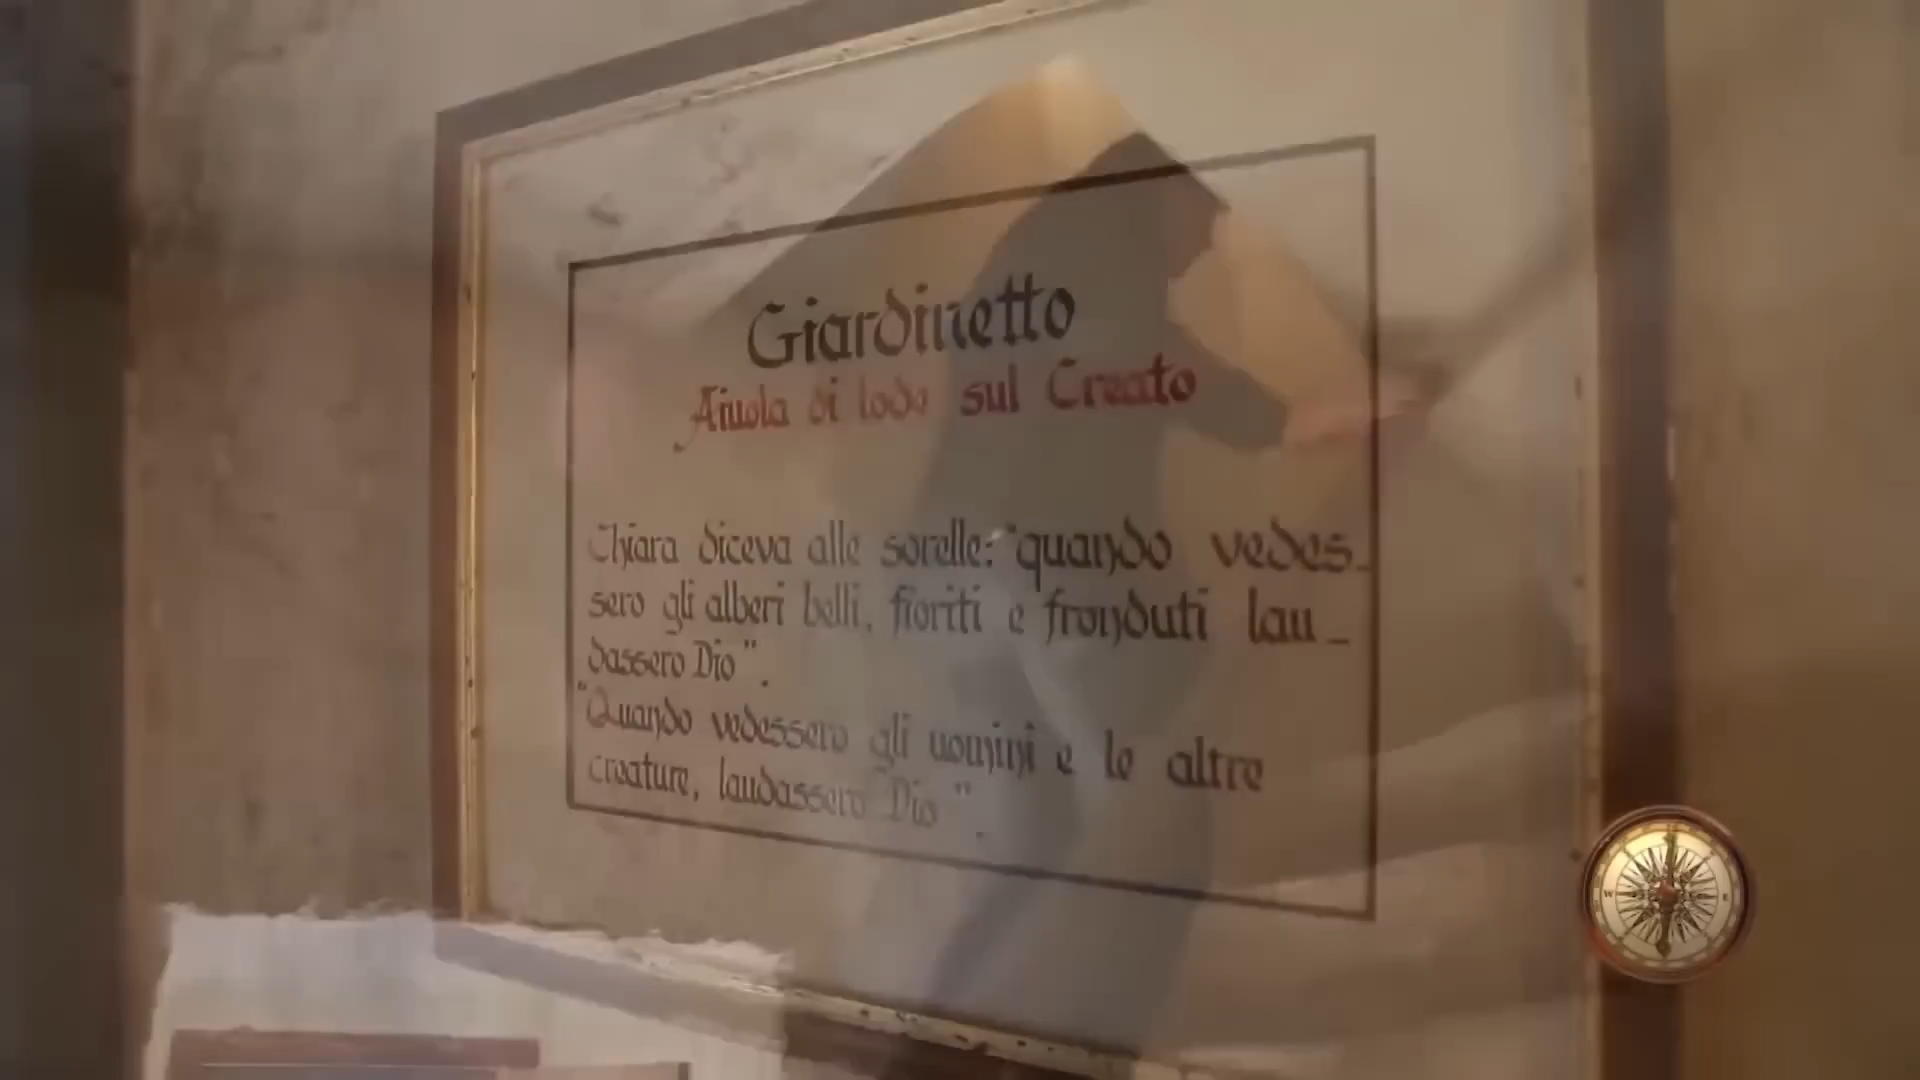 Giardinetto
Aiuola di lode sul Creato
Chiara diceva alle sorelle: "quando vedes_
sero gli alberi belli, fioriti e fronduti lau_
dassero Dio".
"Quando vedessero gli uomini e le altre
creature, laudassero Dio".
W E